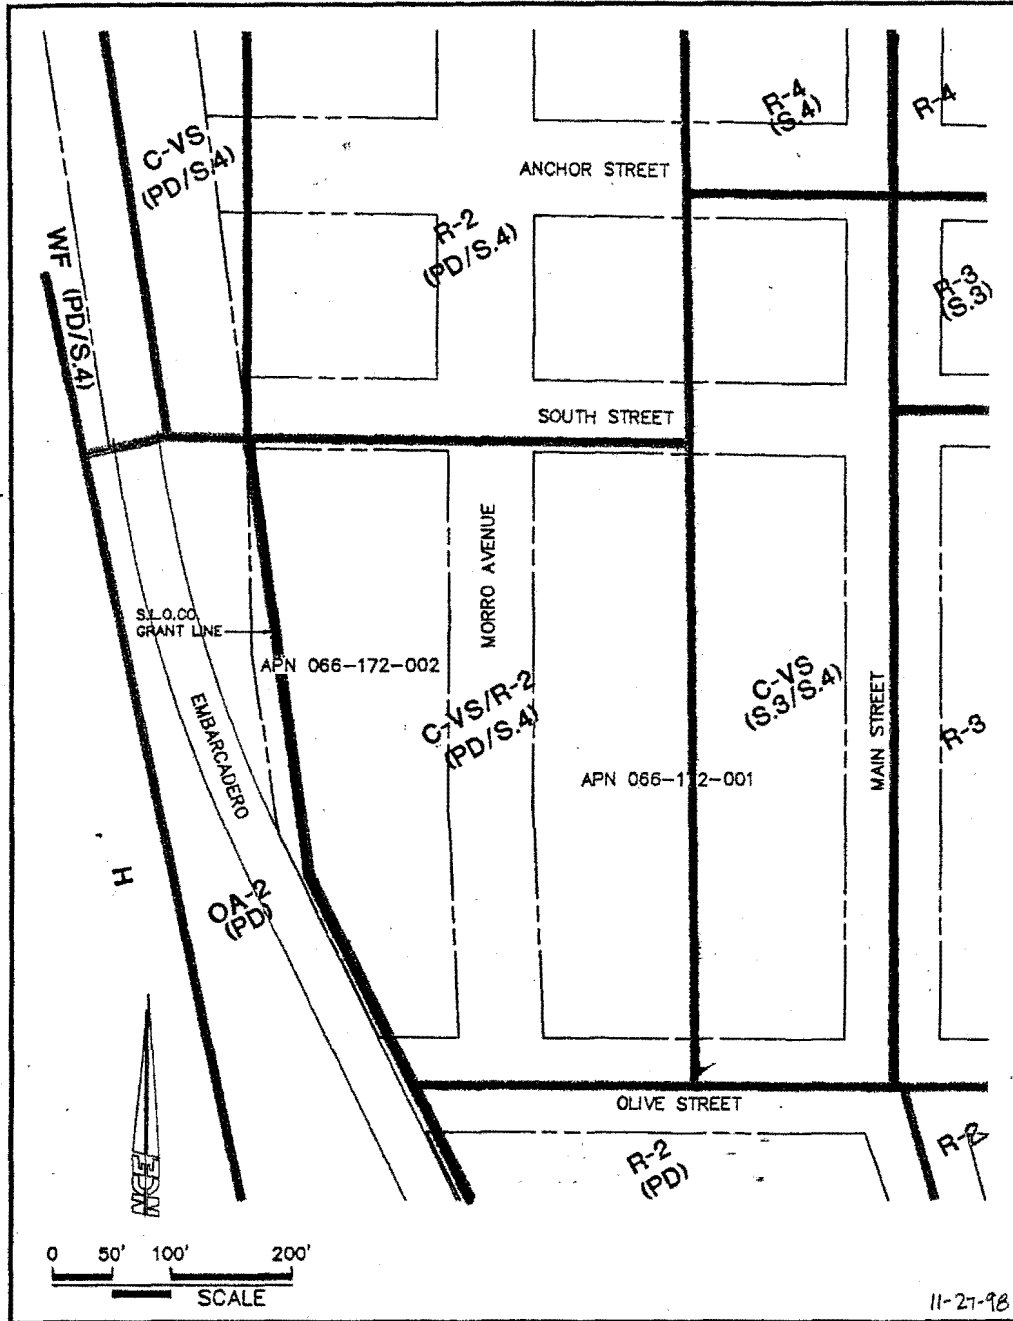 R-4
(S.4)
R-4
C-VS
(PD/S.4)
ANCHOR STREET
R-2
(PD/S.4)
WF (PD/S.4)
R-3
(S.3)
SOUTH STREET
MORRO AVENUE
S.L.O.CO.
GRANT LINE
APN 066-172-002
C-VS/R-2
(PD/S.4)
C-VS
(S.3/S.4)
EMBARCADERO
MAIN STREET
R-3
APN 066-172-001
H
OA-2
(PD)
OLIVE STREET
R-2
(PD)
R-2
NCE
0 50' 100' 200'
SCALE
11-27-98